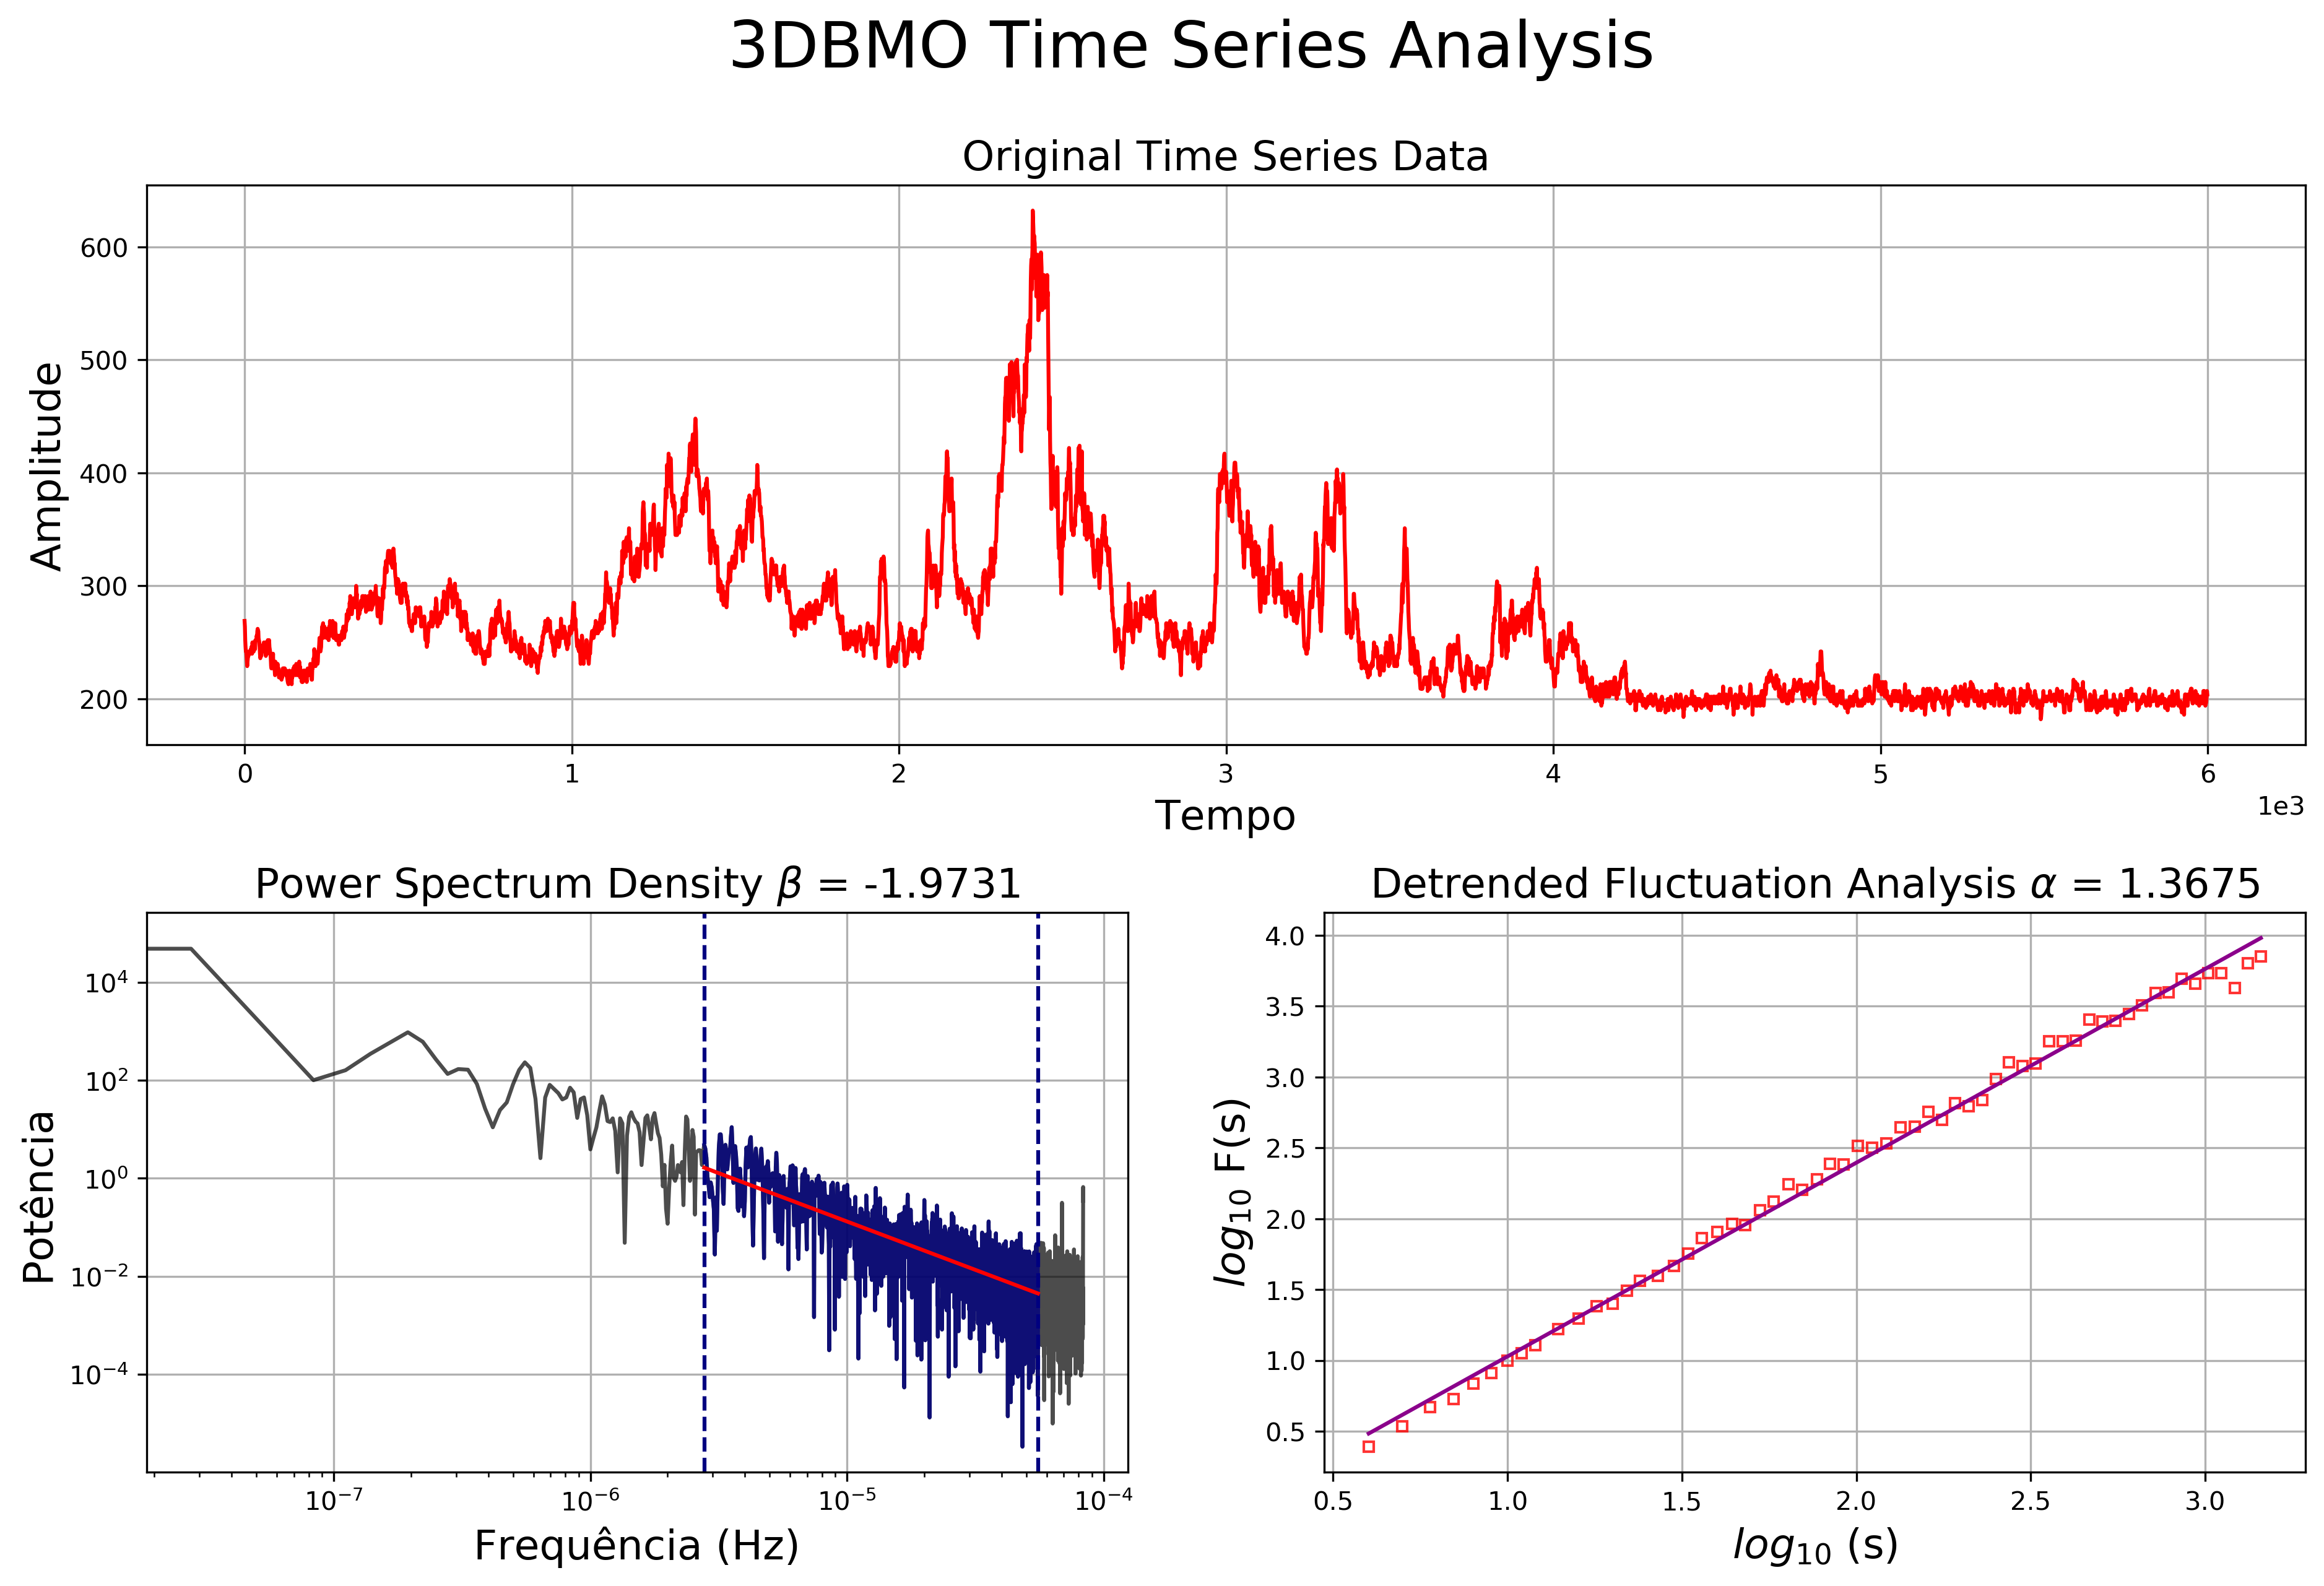 3DBMO Time Series Analysis
Original Time Series Data
Amplitude
600
500
400
300
200
0 1 2 3 4 5 6
1e3
Tempo
Power Spectrum Density β = -1.9731
Potência
10⁴
10²
10⁰
10⁻²
10⁻⁴
10⁻⁷ 10⁻⁶ 10⁻⁵ 10⁻⁴
Frequência (Hz)
Detrended Fluctuation Analysis α = 1.3675
log₁₀ F(s)
4.0
3.5
3.0
2.5
2.0
1.5
1.0
0.5
0.5 1.0 1.5 2.0 2.5 3.0
log₁₀ (s)